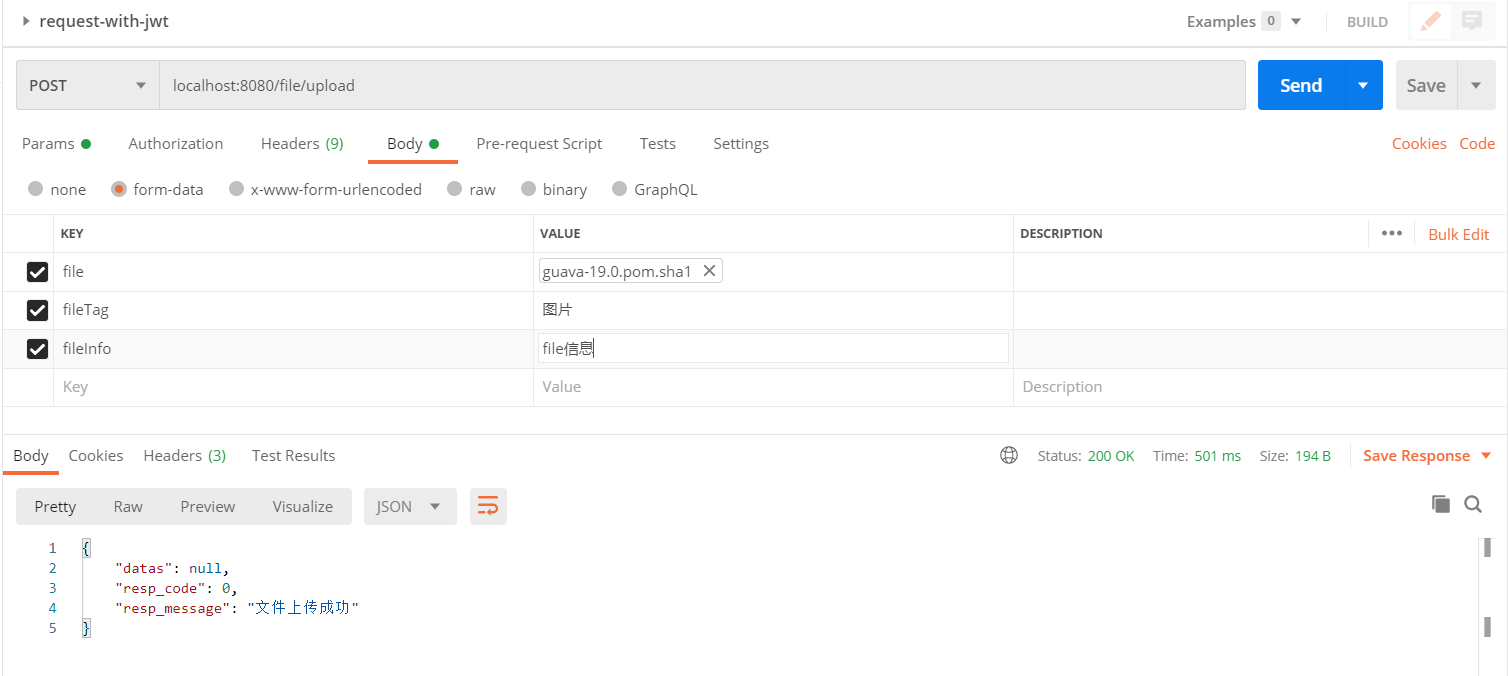 request-with-jwt Examples 0 BUILD
POST localhost:8080/file/upload Send Save
Params Authorization Headers (9) Body Pre-request Script Tests Settings Cookies Code
none form-data x-www-form-urlencoded raw binary GraphQL
KEY VALUE DESCRIPTION ••• Bulk Edit
file guava-19.0.pom.sha1
fileTag 图片
fileInfo file信息
Key Value Description
Body Cookies Headers (3) Test Results Status: 200 OK Time: 501 ms Size: 194 B Save Response
Pretty Raw Preview Visualize JSON
1 {
2 "datas": null,
3 "resp_code": 0,
4 "resp_message": "文件上传成功"
5 }